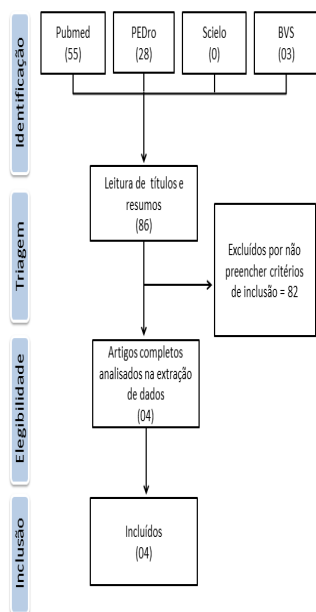 Identificação
Pubmed
(55)
PEDro
(28)
Scielo
(0)
BVS
(03)
Triagem
Leitura de títulos e
resumos
(86)
Excluídos por não
preencher critérios
de inclusão = 82
Elegibilidade
Artigos completos
analisados na extração
de dados
(04)
Inclusão
Incluídos
(04)